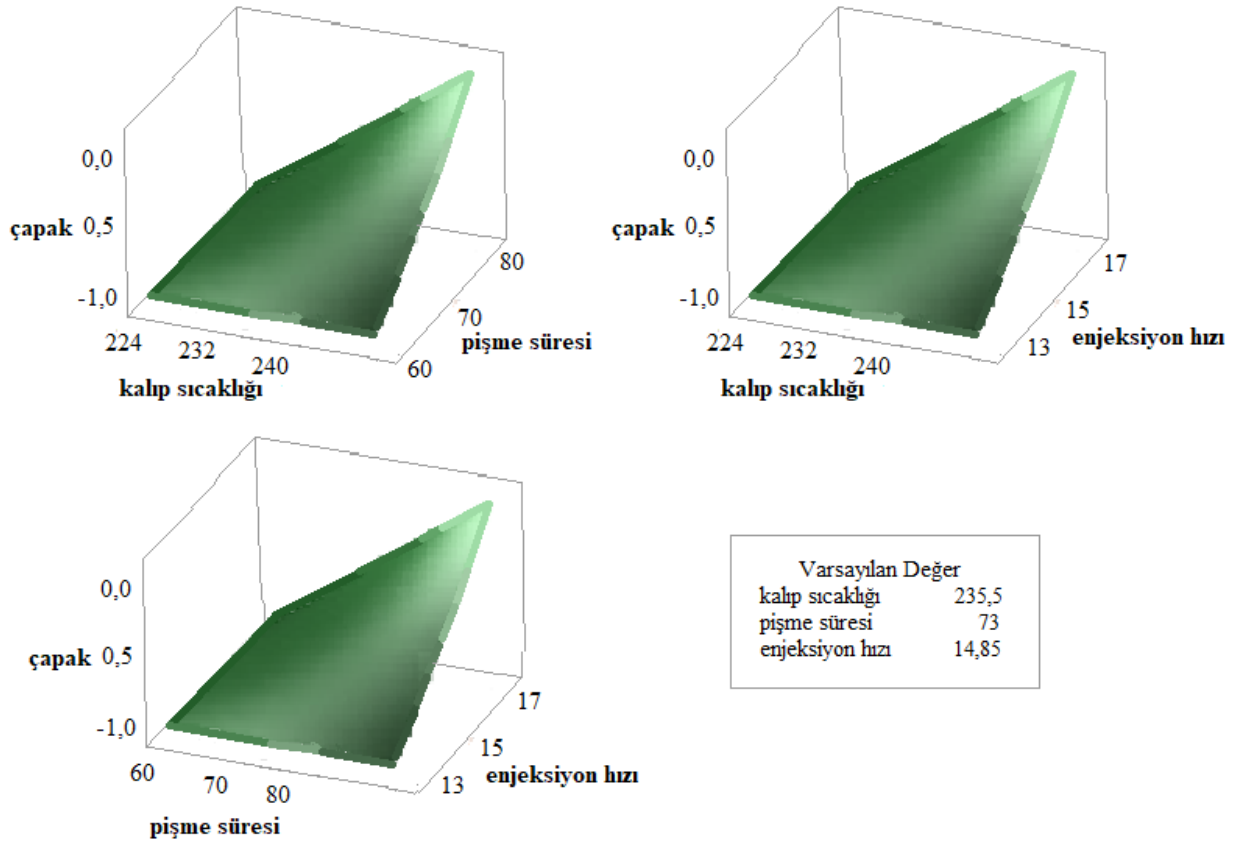 0,0
çapak 0,5
-1,0
224
232
240
kalıp sıcaklığı
60
70
80
pişme süresi
0,0
çapak 0,5
-1,0
224
232
240
kalıp sıcaklığı
13
15
17
enjeksiyon hızı
0,0
çapak 0,5
-1,0
60
70
80
pişme süresi
13
15
17
enjeksiyon hızı
Varsayılan Değer
kalıp sıcaklığı 235,5
pişme süresi 73
enjeksiyon hızı 14,85